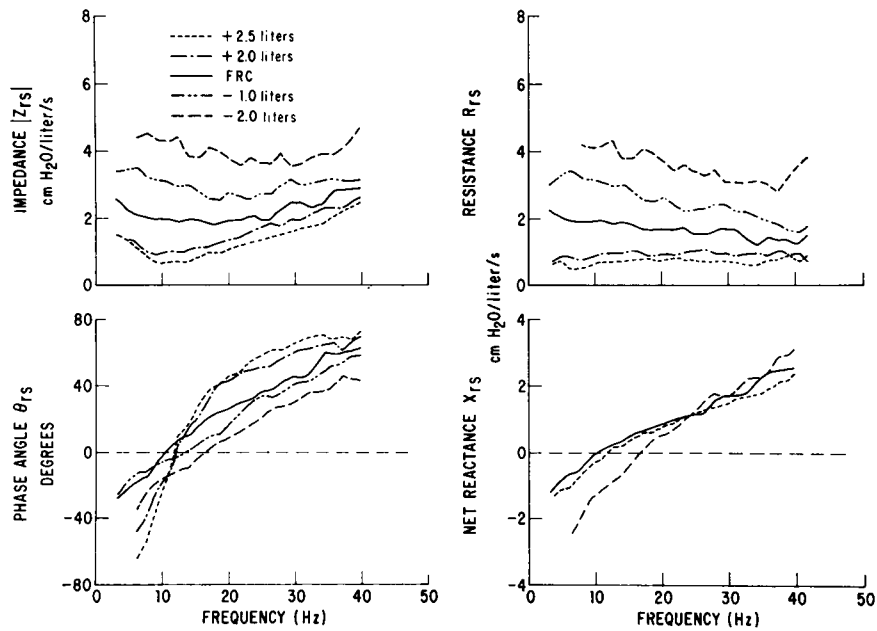 8
6
4
2
0
IMPEDANCE |Zrs|
cm H2O/liter/s
+ 2.5 liters
+ 2.0 liters
FRC
− 1.0 liters
− 2.0 liters
8
6
4
2
0
RESISTANCE Rrs
cm H2O/liter/s
80
40
0
-40
-80
PHASE ANGLE θrs
DEGREES
0 10 20 30 40 50
FREQUENCY (Hz)
4
2
0
-2
-4
NET REACTANCE Xrs
0 10 20 30 40 50
FREQUENCY (Hz)